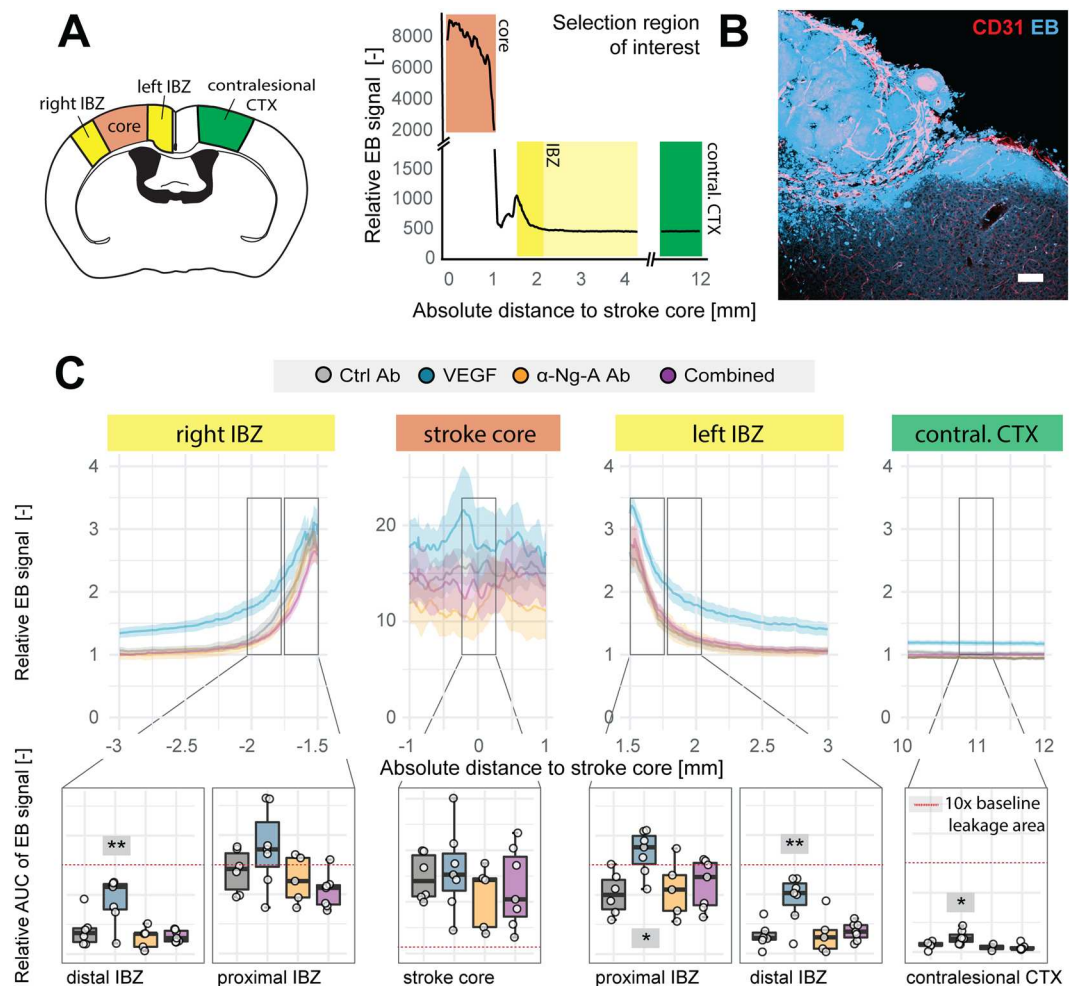 A
left IBZ
contralesional
CTX
right IBZ
core
Relative EB signal [-]
8000
6000
4000
2000
1500
1000
500
0
core
Selection region
of interest
IBZ
contral. CTX
0
1
2
3
4
12
Absolute distance to stroke core [mm]
B
CD31 EB
C
Ctrl Ab
VEGF
α-Ng-A Ab
Combined
right IBZ
stroke core
left IBZ
contral. CTX
Relative EB signal [-]
4
3
2
1
0
20
10
0
4
3
2
1
0
4
3
2
1
0
-3
-2.5
-2
-1.5
-1
0
1
1.5
2
2.5
3
10
11
12
Absolute distance to stroke core [mm]
Relative AUC of EB signal [-]
**
*
**
10x baseline
leakage area
*
distal IBZ
proximal IBZ
stroke core
proximal IBZ
distal IBZ
contralesional CTX